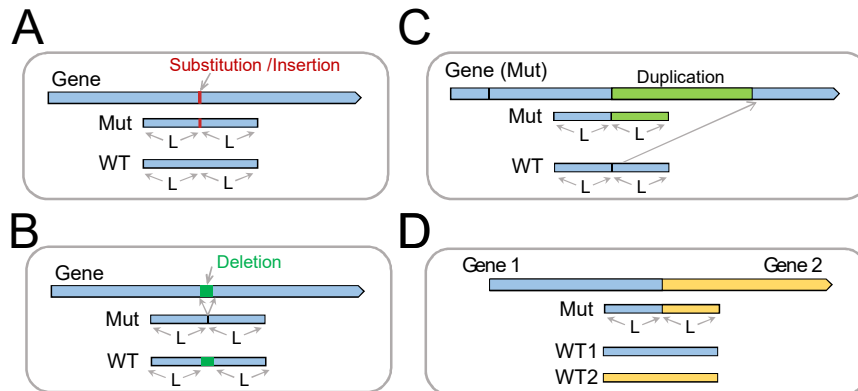 A
Substitution /Insertion
Gene
Mut
L L
WT
L L
B
Gene
Deletion
Mut
L L
WT
L L
C
Gene (Mut)
Duplication
Mut
L L
WT
L L
D
Gene 1 Gene 2
Mut
L L
WT1
WT2